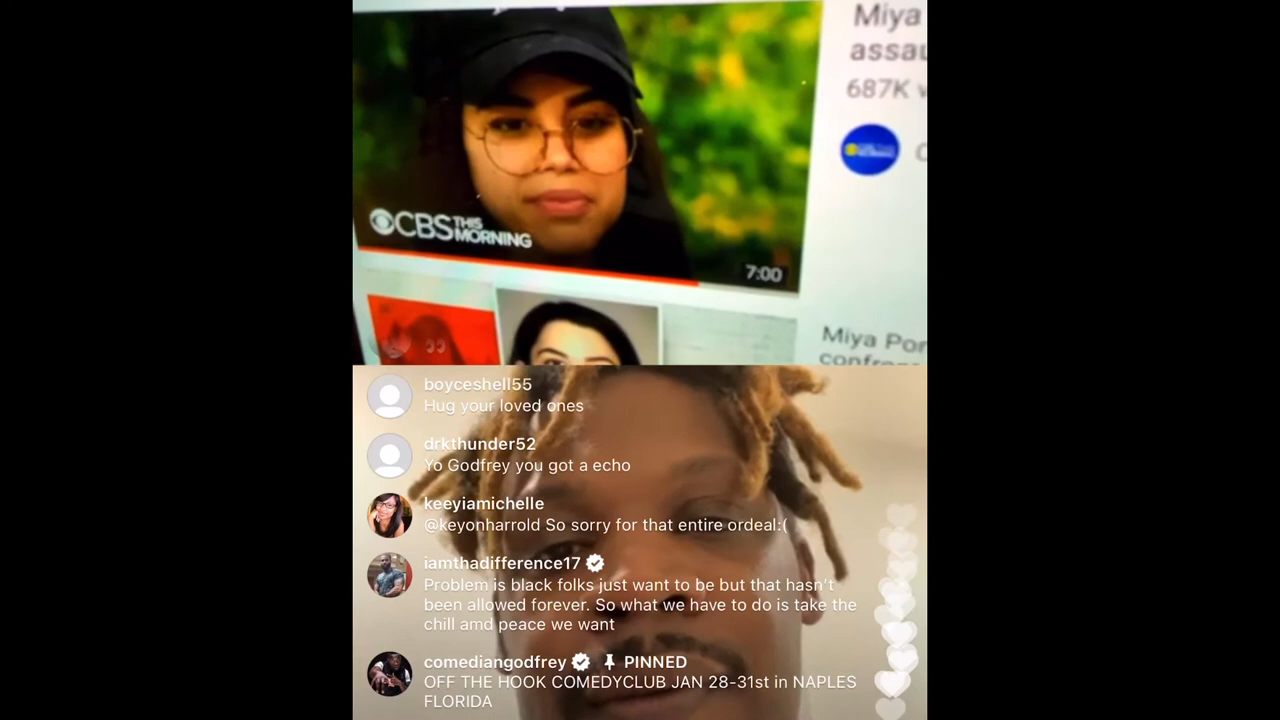 Miya
687K
CBS THIS MORNING
7:00
Miya
boyceshell55
Hug your loved ones
drkthunder52
Yo Godfrey you got a echo
keeyiamichelle
@keyonharrold So sorry for that entire ordeal:(
iamthadifference17
Problem is black folks just want to be but that hasn't
been allowed forever. So what we have to do is take the
chill amd peace we want
comediangodfrey PINNED
OFF THE HOOK COMEDYCLUB JAN 28-31st in NAPLES
FLORIDA